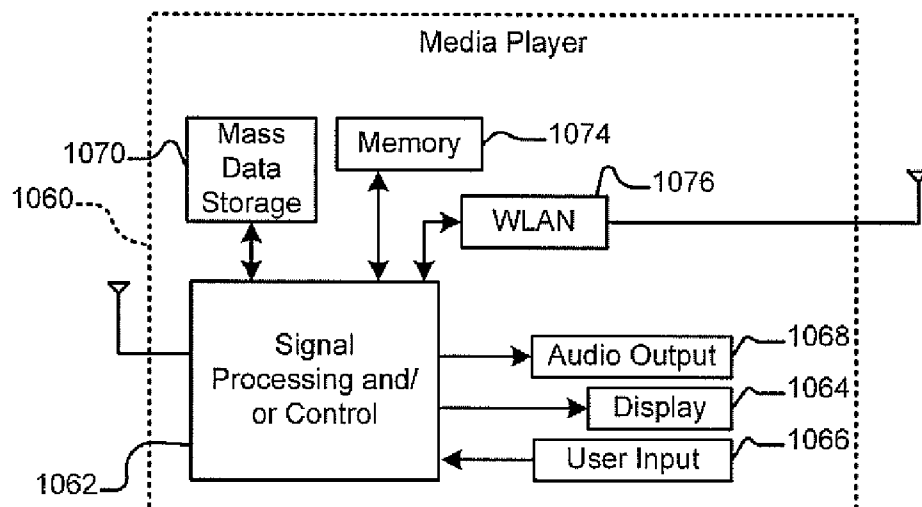 Media Player
1070
Mass
Data
Storage
Memory
1074
1060
WLAN
1076
Signal
Processing and/
or Control
Audio Output
1068
Display
1064
User Input
1066
1062